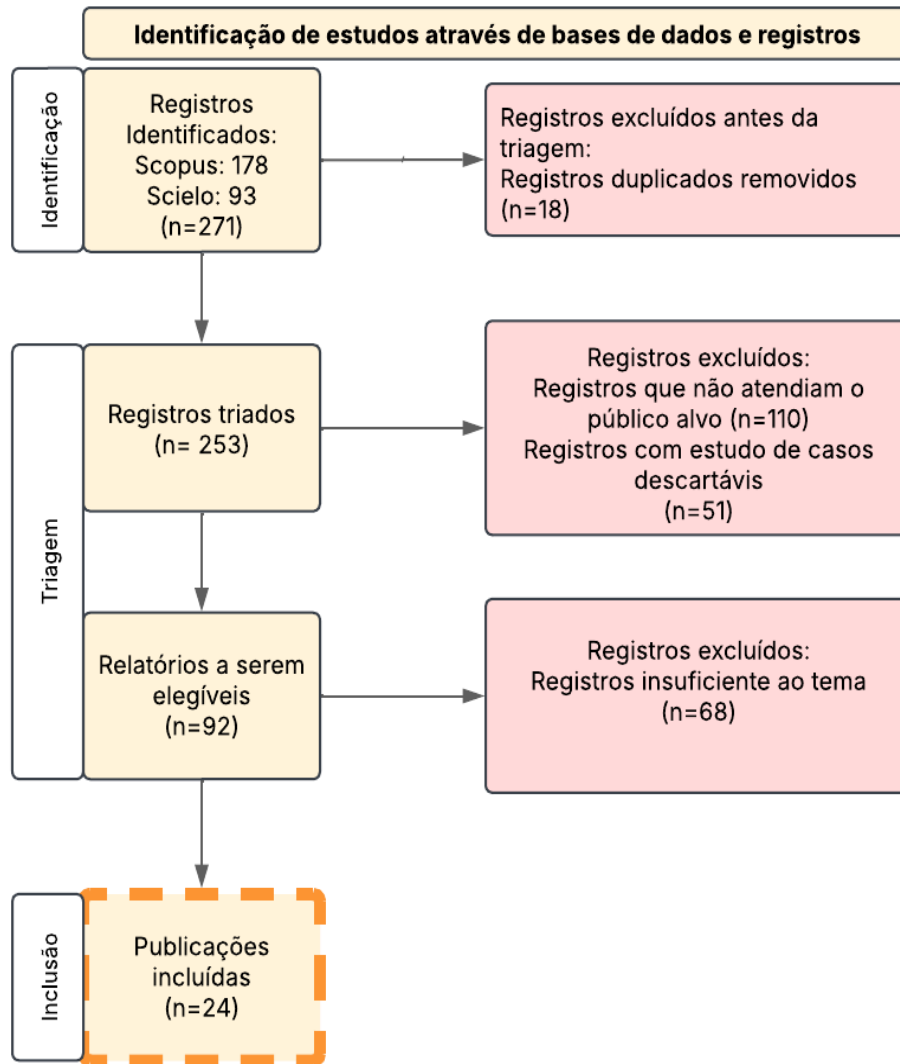 Identificação de estudos através de bases de dados e registros
Identificação
Registros
Identificados:
Scopus: 178
Scielo: 93
(n=271)
Registros excluídos antes da
triagem:
Registros duplicados removidos
(n=18)
Triagem
Registros triados
(n= 253)
Registros excluídos:
Registros que não atendiam o
público alvo (n=110)
Registros com estudo de casos
descartávis
(n=51)
Relatórios a serem
elegíveis
(n=92)
Registros excluídos:
Registros insuficiente ao tema
(n=68)
Inclusão
Publicações
incluídas
(n=24)